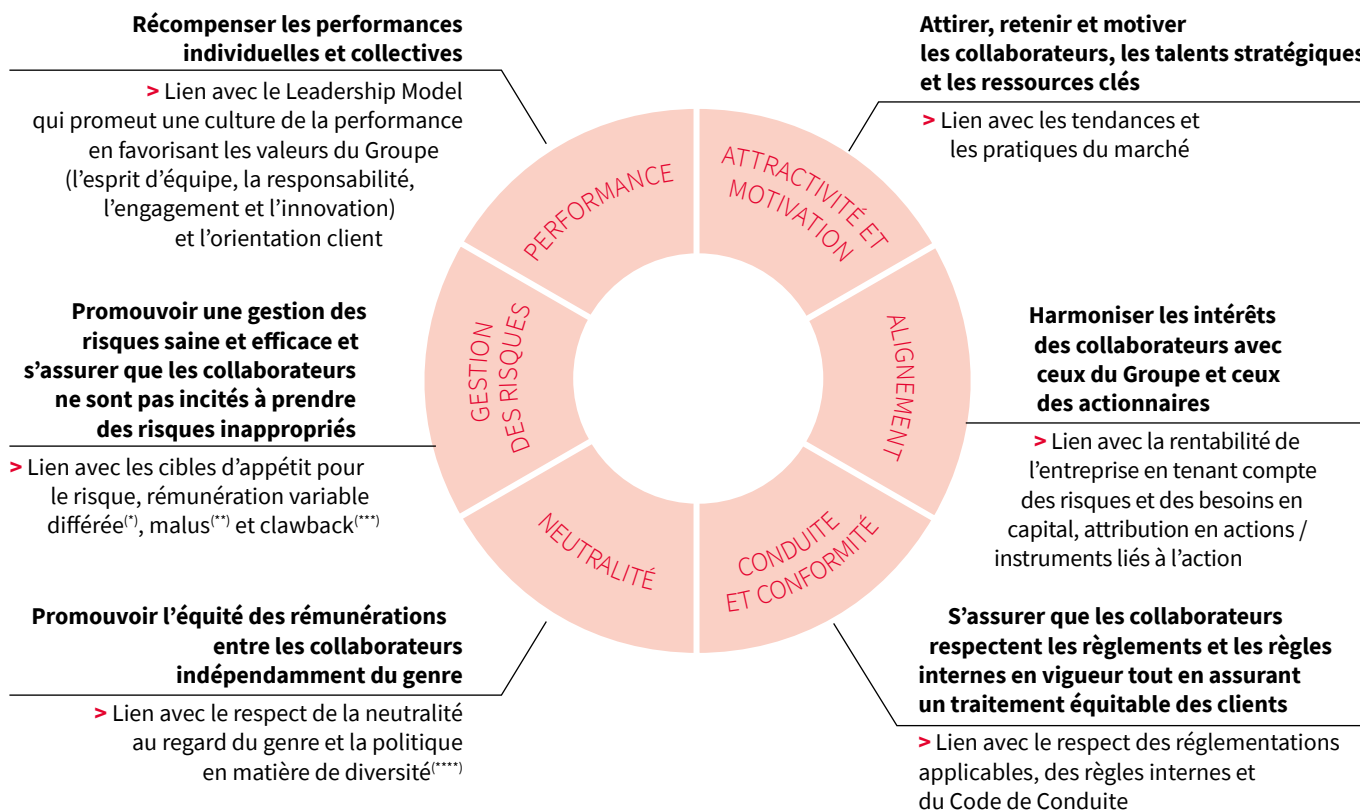 Récompenser les performances
individuelles et collectives
> Lien avec le Leadership Model
qui promeut une culture de la performance
en favorisant les valeurs du Groupe
(l’esprit d’équipe, la responsabilité,
l’engagement et l’innovation)
et l’orientation client
Attirer, retenir et motiver
les collaborateurs, les talents stratégiques
et les ressources clés
> Lien avec les tendances et
les pratiques du marché
PERFORMANCE
ATTRACTIVITÉ ET
MOTIVATION
Promouvoir une gestion des
risques saine et efficace et
s’assurer que les collaborateurs
ne sont pas incités à prendre
des risques inappropriés
> Lien avec les cibles d’appétit pour
le risque, rémunération variable
différée(*), malus(**) et clawback(***)
GESTION
DES RISQUES
ALIGNEMENT
Harmoniser les intérêts
des collaborateurs avec
ceux du Groupe et ceux
des actionnaires
> Lien avec la rentabilité de
l’entreprise en tenant compte
des risques et des besoins en
capital, attribution en actions /
instruments liés à l’action
NEUTRALITÉ
CONDUITE
ET CONFORMITÉ
Promouvoir l’équité des rémunérations
entre les collaborateurs
indépendamment du genre
> Lien avec le respect de la neutralité
au regard du genre et la politique
en matière de diversité(****)
S’assurer que les collaborateurs
respectent les règlements et les règles
internes en vigueur tout en assurant
un traitement équitable des clients
> Lien avec le respect des réglementations
applicables, des règles internes et
du Code de Conduite